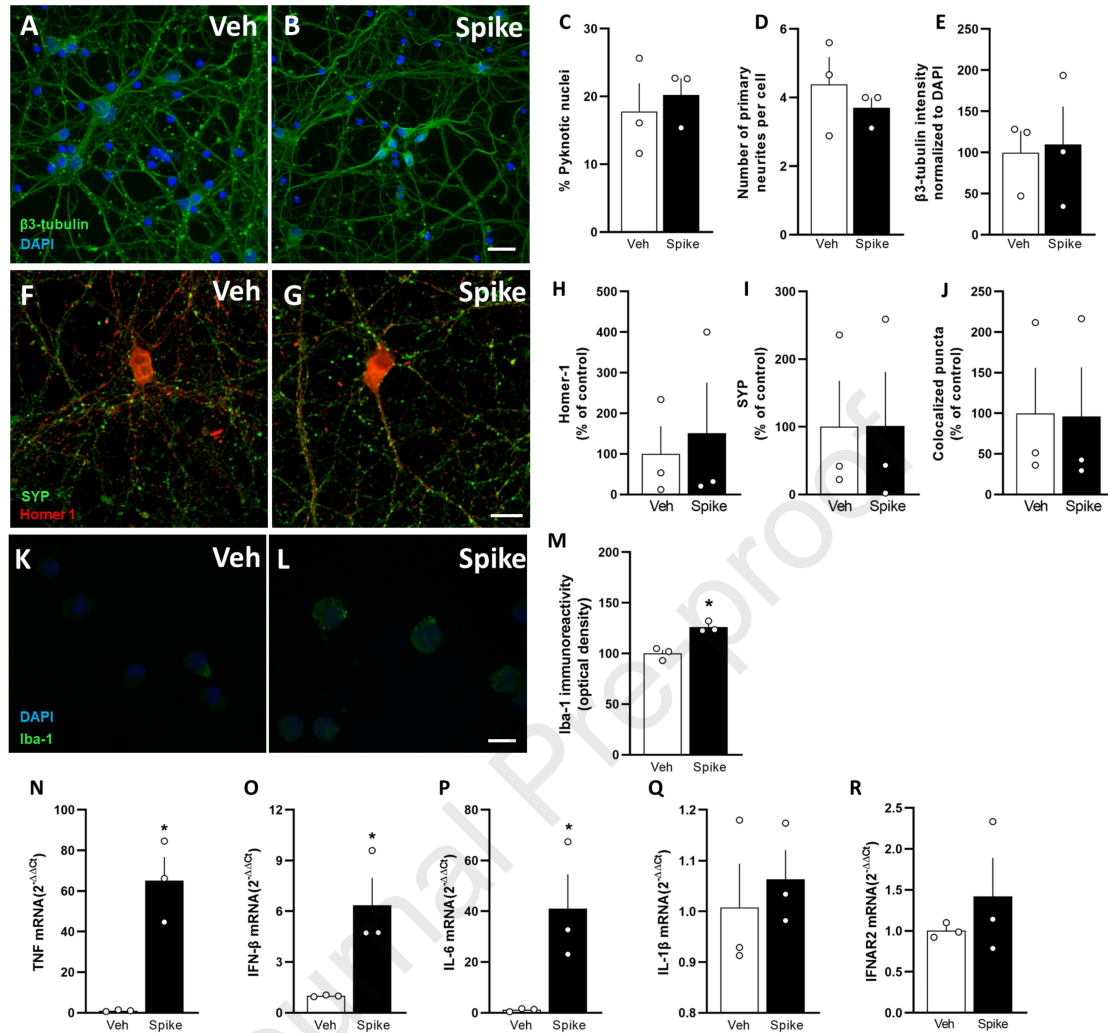 A Veh
B Spike
β3-tubulin
DAPI
C
% Pyknotic nuclei
30
20
10
0
Veh Spike
D
Number of primary
neurites per cell
6
4
2
0
Veh Spike
E
β3-tubulin intensity
normalized to DAPI
250
200
150
100
50
0
Veh Spike
F Veh
G Spike
SYP
Homer 1
H
Homer-1
(% of control)
500
400
300
200
100
0
Veh Spike
I
SYP
(% of control)
300
200
100
0
Veh Spike
J
Colocalized puncta
(% of control)
250
200
150
100
50
0
Veh Spike
K Veh
L Spike
DAPI
Iba-1
M
Iba-1 immunoreactivity
(optical density)
200
150
100
50
0
*
Veh Spike
N
TNF mRNA(2^-ΔΔCt)
100
80
60
40
20
0
*
Veh Spike
O
IFN-β mRNA(2^-ΔΔCt)
12
9
6
3
0
*
Veh Spike
P
IL-6 mRNA(2^-ΔΔCt)
80
60
40
20
0
*
Veh Spike
Q
IL-1β mRNA(2^-ΔΔCt)
1.2
1.1
1.0
0.9
0.8
Veh Spike
R
IFNAR2 mRNA(2^-ΔΔCt)
2.5
2.0
1.5
1.0
0.5
0.0
Veh Spike
urnal Pre-proof